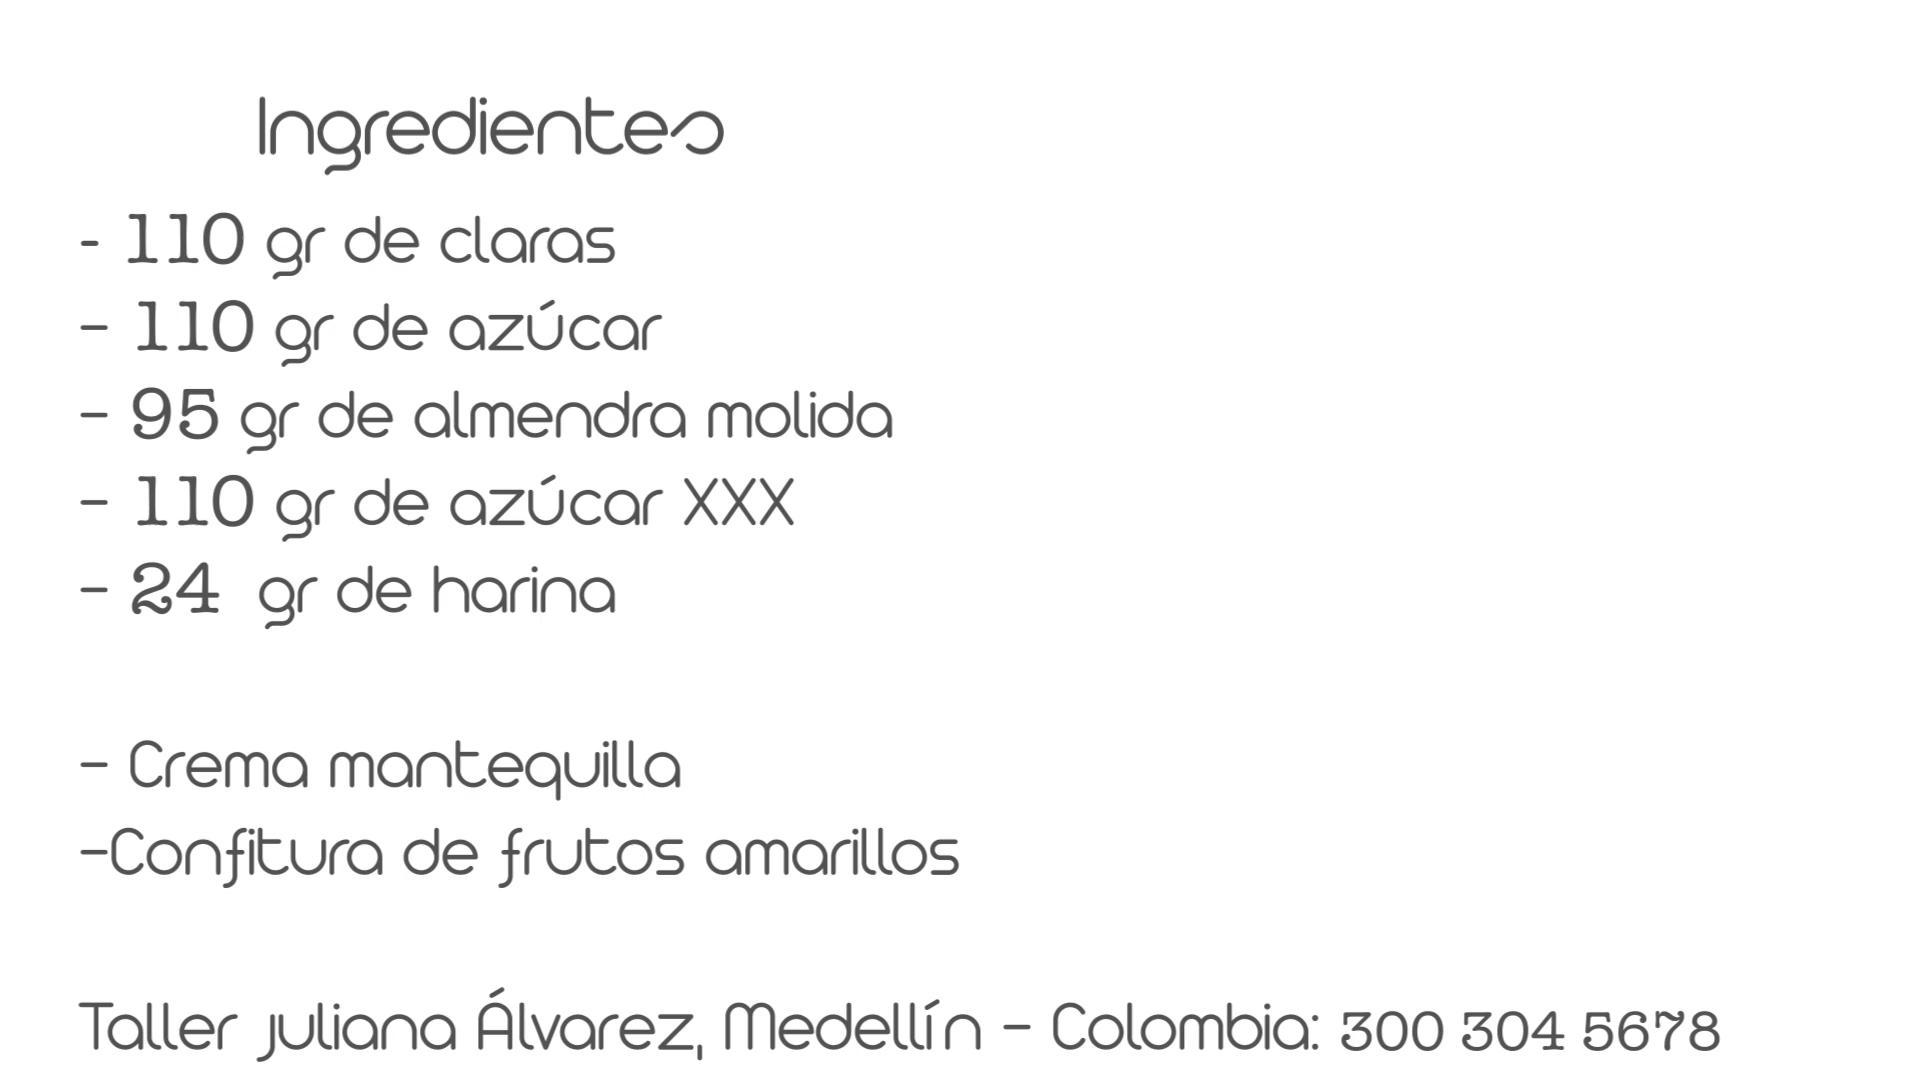 Ingredientes
- 110 gr de claras
- 110 gr de azúcar
- 95 gr de almendra molida
- 110 gr de azúcar XXX
- 24 gr de harina
- Crema mantequilla
-Confitura de frutos amarillos
Taller Juliana Álvarez, Medellín - Colombia: 300 304 5678